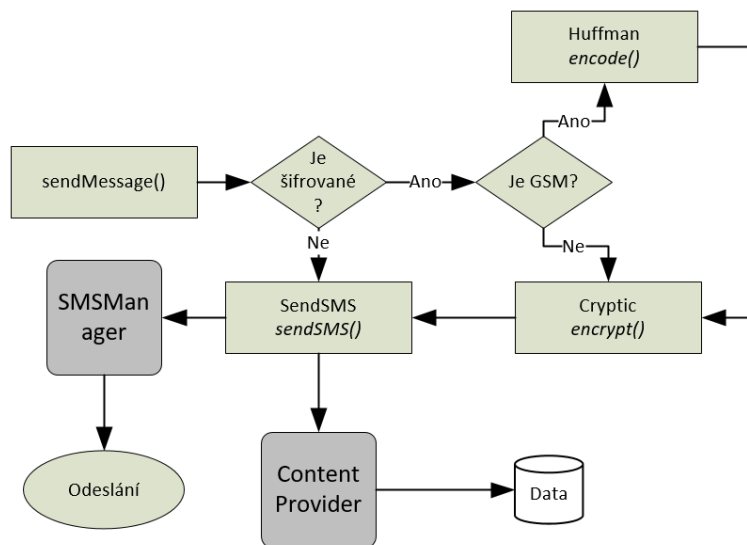 Huffman
encode()
Ano
sendMessage()
Je
šifrované
?
Ano
Je GSM?
Ne
Ne
SMSMan
ager
SendSMS
sendSMS()
Cryptic
encrypt()
Odeslání
Content
Provider
Data